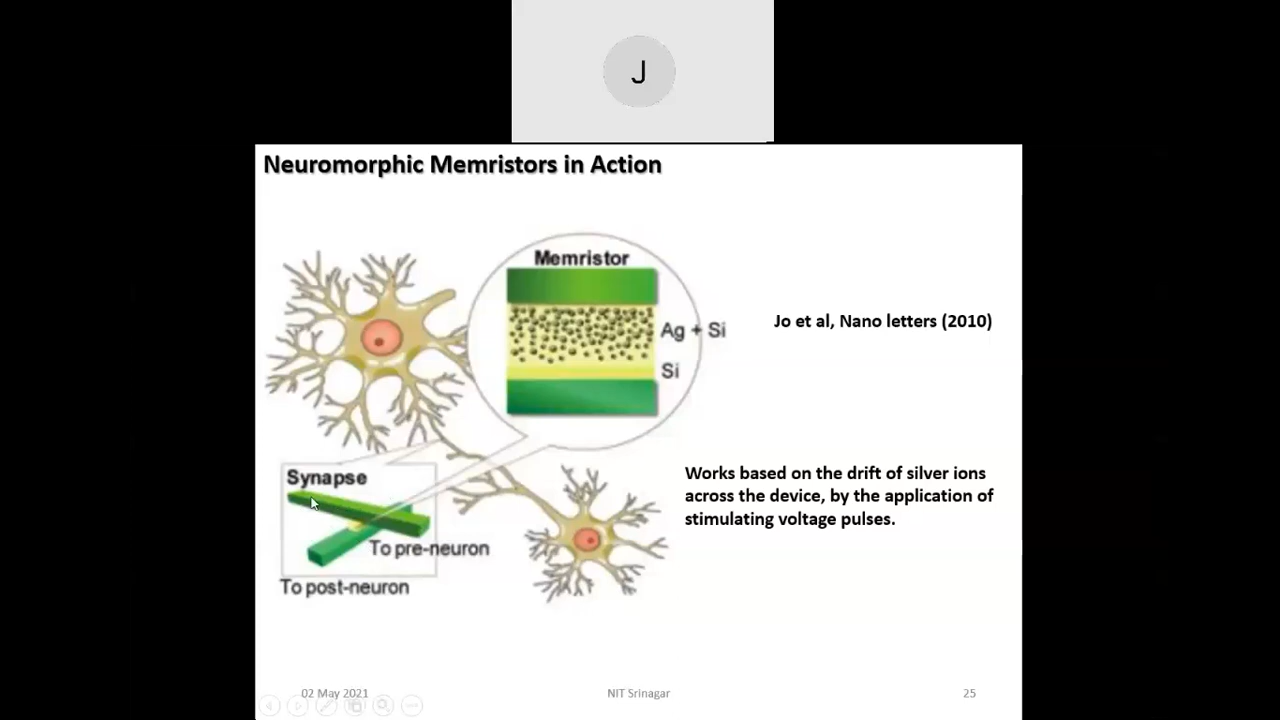 J
Neuromorphic Memristors in Action
Memristor
Ag + Si
Si
Jo et al, Nano letters (2010)
Synapse
To pre-neuron
To post-neuron
Works based on the drift of silver ions
across the device, by the application of
stimulating voltage pulses.
02 May 2021
NIT Srinagar
25